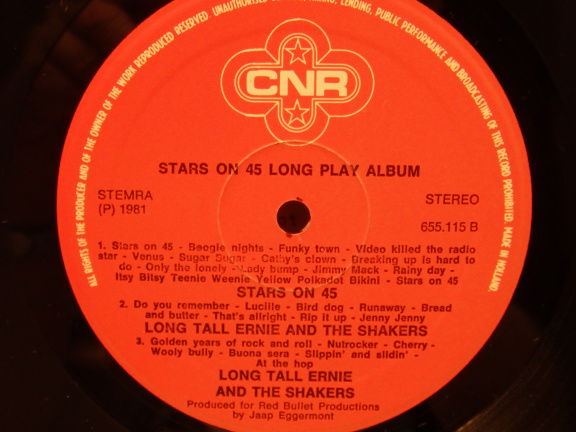 ALL RIGHTS OF THE PRODUCER AND OF THE OWNER OF THE WORK REPRODUCED RESERVED. UNAUTHORISED LENDING, PUBLIC PERFORMANCE AND BROADCASTING OF THIS RECORD PROHIBITED. MADE IN HOLLAND.
CNR
STARS ON 45 LONG PLAY ALBUM
STEMRA
(P) 1981
STEREO
655.115 B
1. Stars on 45 - Boogie nights - Funky town - Video killed the radio
star - Venus - Sugar Sugar - Cathy's clown - Breaking up is hard to
do - Only the lonely - Lady bump - Jimmy Mack - Rainy day -
Itsy Bitsy Teenie Weenie Yellow Polkadot Bikini - Stars on 45
STARS ON 45
2. Do you remember - Lucille - Bird dog - Runaway - Bread
and butter - That's allright - Rip it up - Jenny Jenny
LONG TALL ERNIE AND THE SHAKERS
3. Golden years of rock and roll - Nutrocker - Cherry -
Wooly bully - Buona sera - Slippin' and slidin' -
At the hop
LONG TALL ERNIE
AND THE SHAKERS
Produced for Red Bullet Productions
by Jaap Eggermont